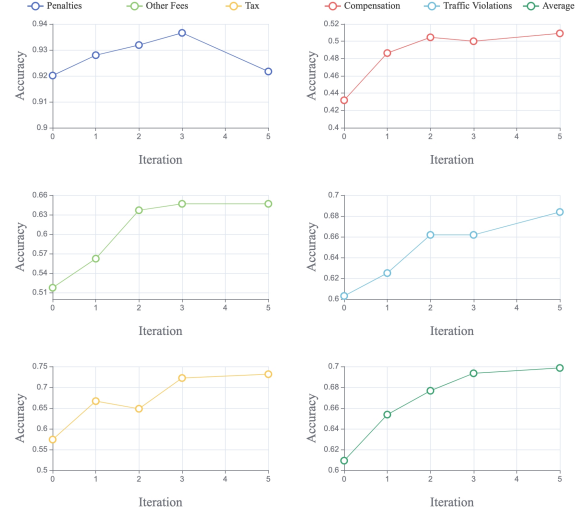 Penalties Other Fees Tax Compensation Traffic Violations Average
0.94
0.93
0.92
0.91
0.9
Accuracy
0 1 2 3 4 5
Iteration
0.52
0.5
0.48
0.46
0.44
0.42
0.4
Accuracy
0 1 2 3 4 5
Iteration
0.66
0.63
0.6
0.57
0.54
0.51
Accuracy
0 1 2 3 4 5
Iteration
0.7
0.68
0.66
0.64
0.62
0.6
Accuracy
0 1 2 3 4 5
Iteration
0.75
0.7
0.65
0.6
0.55
0.5
Accuracy
0 1 2 3 4 5
Iteration
0.7
0.68
0.66
0.64
0.62
0.6
Accuracy
0 1 2 3 4 5
Iteration